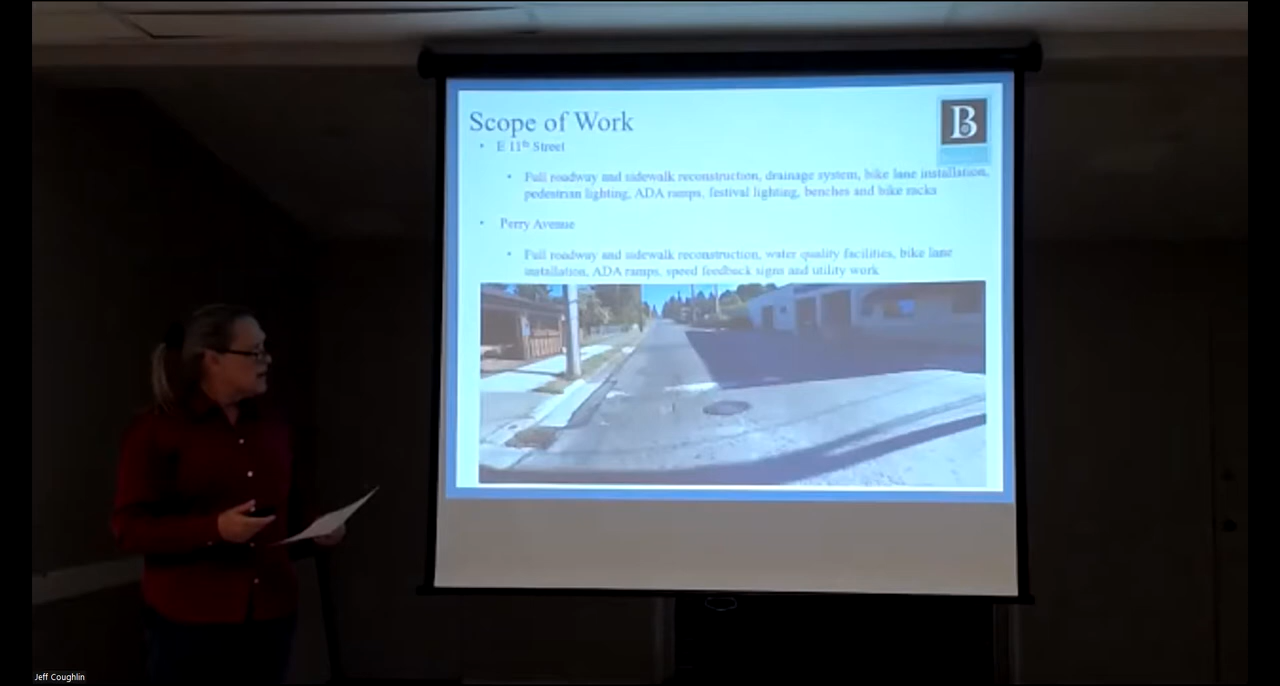 Scope of Work
B
• E 11th Street
• Full roadway and sidewalk reconstruction, drainage system, bike lane installation,
pedestrian lighting, ADA ramps, festival lighting, benches and bike racks
• Perry Avenue
• Full roadway and sidewalk reconstruction, water quality facilities, bike lane
installation, ADA ramps, speed feedback signs and utility work
Jeff Coughlin